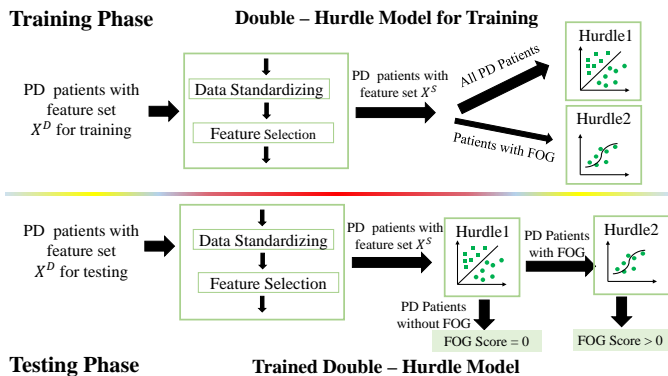 Training Phase
Double – Hurdle Model for Training
PD patients with
feature set
X^D for training
Data Standardizing
Feature Selection
PD patients with
feature set X^S
All PD Patients
Patients with FOG
Hurdle1
Hurdle2
PD patients with
feature set
X^D for testing
Data Standardizing
Feature Selection
PD patients with
feature set X^S
Hurdle1
PD Patients
with FOG
Hurdle2
PD Patients
without FOG
FOG Score = 0
FOG Score > 0
Testing Phase
Trained Double – Hurdle Model